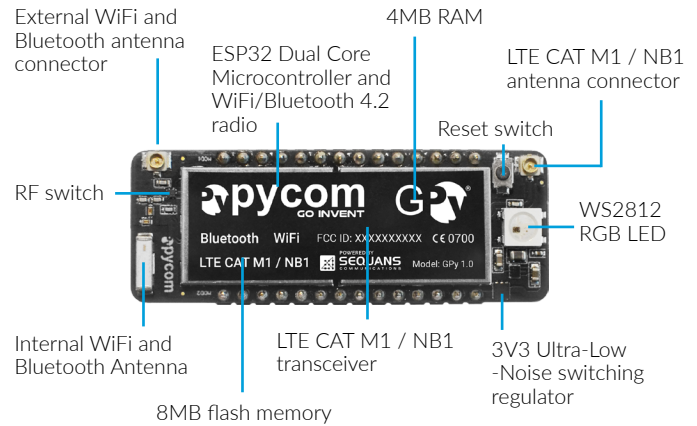 External WiFi and
Bluetooth antenna
connector
ESP32 Dual Core
Microcontroller and
WiFi/Bluetooth 4.2
radio
4MB RAM
LTE CAT M1 / NB1
antenna connector
Reset switch
RF switch
WS2812
RGB LED
pycom
GO INVENT
GPy
Bluetooth WiFi FCC ID: XXXXXXXXXX CE0700
LTE CAT M1 / NB1
POWERED BY
SEQUANS
COMMUNICATIONS
Model: GPy 1.0
pycom
Internal WiFi and
Bluetooth Antenna
8MB flash memory
LTE CAT M1 / NB1
transceiver
3V3 Ultra-Low
-Noise switching
regulator